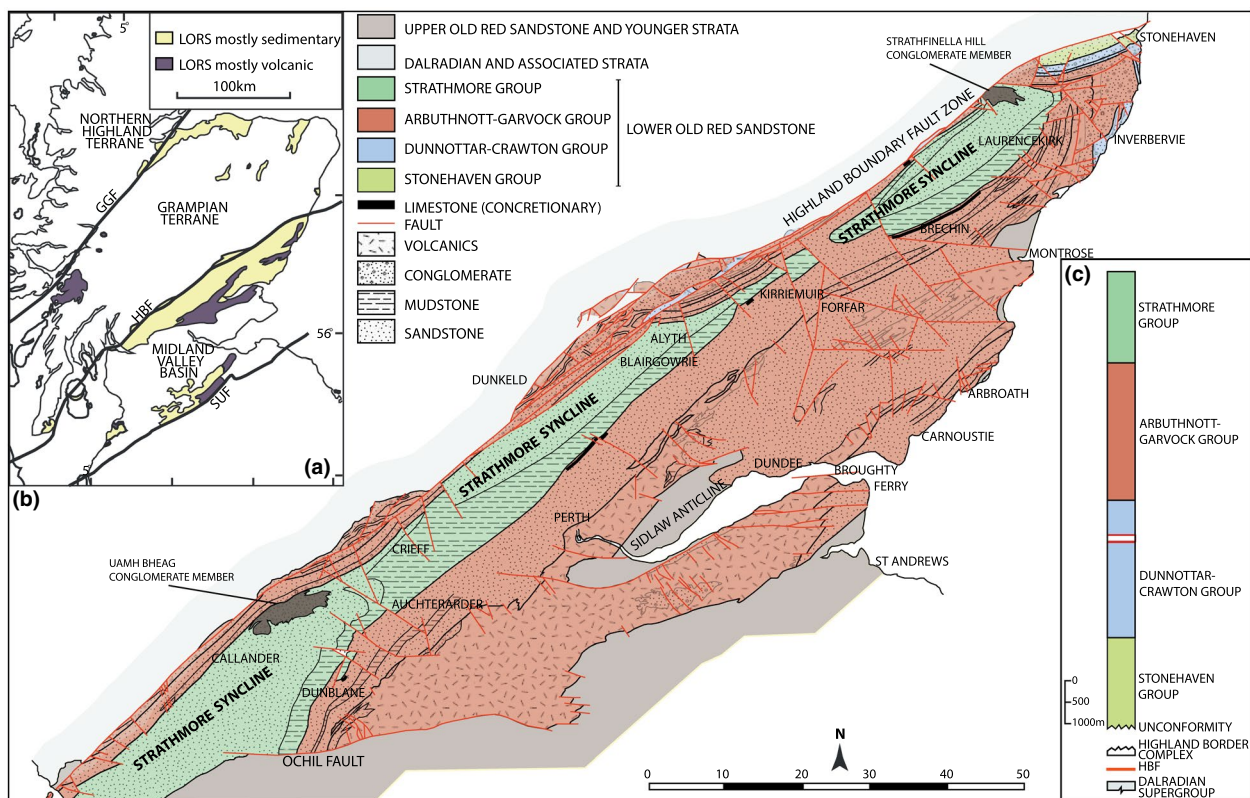 5°
LORS mostly sedimentary
LORS mostly volcanic
100km
NORTHERN
HIGHLAND
TERRANE
GGF
GRAMPIAN
TERRANE
HBF
56°
MIDLAND
VALLEY
BASIN
SUF
5°
(a)
(b)
UPPER OLD RED SANDSTONE AND YOUNGER STRATA
DALRADIAN AND ASSOCIATED STRATA
STRATHMORE GROUP
ARBUTHNOTT-GARVOCK GROUP
LOWER OLD RED SANDSTONE
DUNNOTTAR-CRAWTON GROUP
STONEHAVEN GROUP
LIMESTONE (CONCRETIONARY)
FAULT
VOLCANICS
CONGLOMERATE
MUDSTONE
SANDSTONE
STRATHFINELLA HILL
CONGLOMERATE MEMBER
STONEHAVEN
HIGHLAND BOUNDARY FAULT ZONE
LAURENCEKIRK
INVERBERVIE
STRATHMORE SYNCLINE
BRECHIN
MONTROSE
KIRRIEMUIR
FORFAR
ALYTH
BLAIRGOWRIE
DUNKELD
ARBROATH
STRATHMORE SYNCLINE
CARNOUSTIE
DUNDEE
BROUGHTY
FERRY
SIDLAW ANTICLINE
PERTH
ST ANDREWS
CRIEFF
UAMH BHEAG
CONGLOMERATE MEMBER
AUCHTERARDER
CALLANDER
DUNBLANE
STRATHMORE SYNCLINE
OCHIL FAULT
N
0 10 20 30 40 50
(c)
STRATHMORE
GROUP
ARBUTHNOTT-
GARVOCK GROUP
DUNNOTTAR-
CRAWTON GROUP
STONEHAVEN
GROUP
0
500
1000m
UNCONFORMITY
HIGHLAND BORDER
COMPLEX
HBF
DALRADIAN
SUPERGROUP